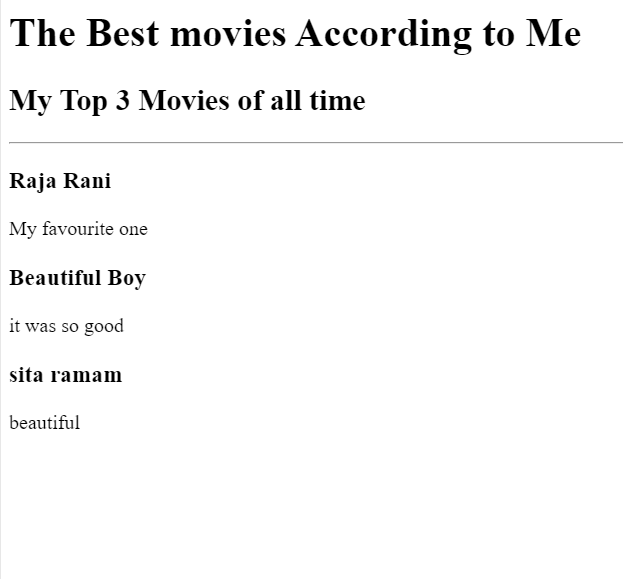 The Best movies According to Me
My Top 3 Movies of all time
Raja Rani
My favourite one
Beautiful Boy
it was so good
sita ramam
beautiful